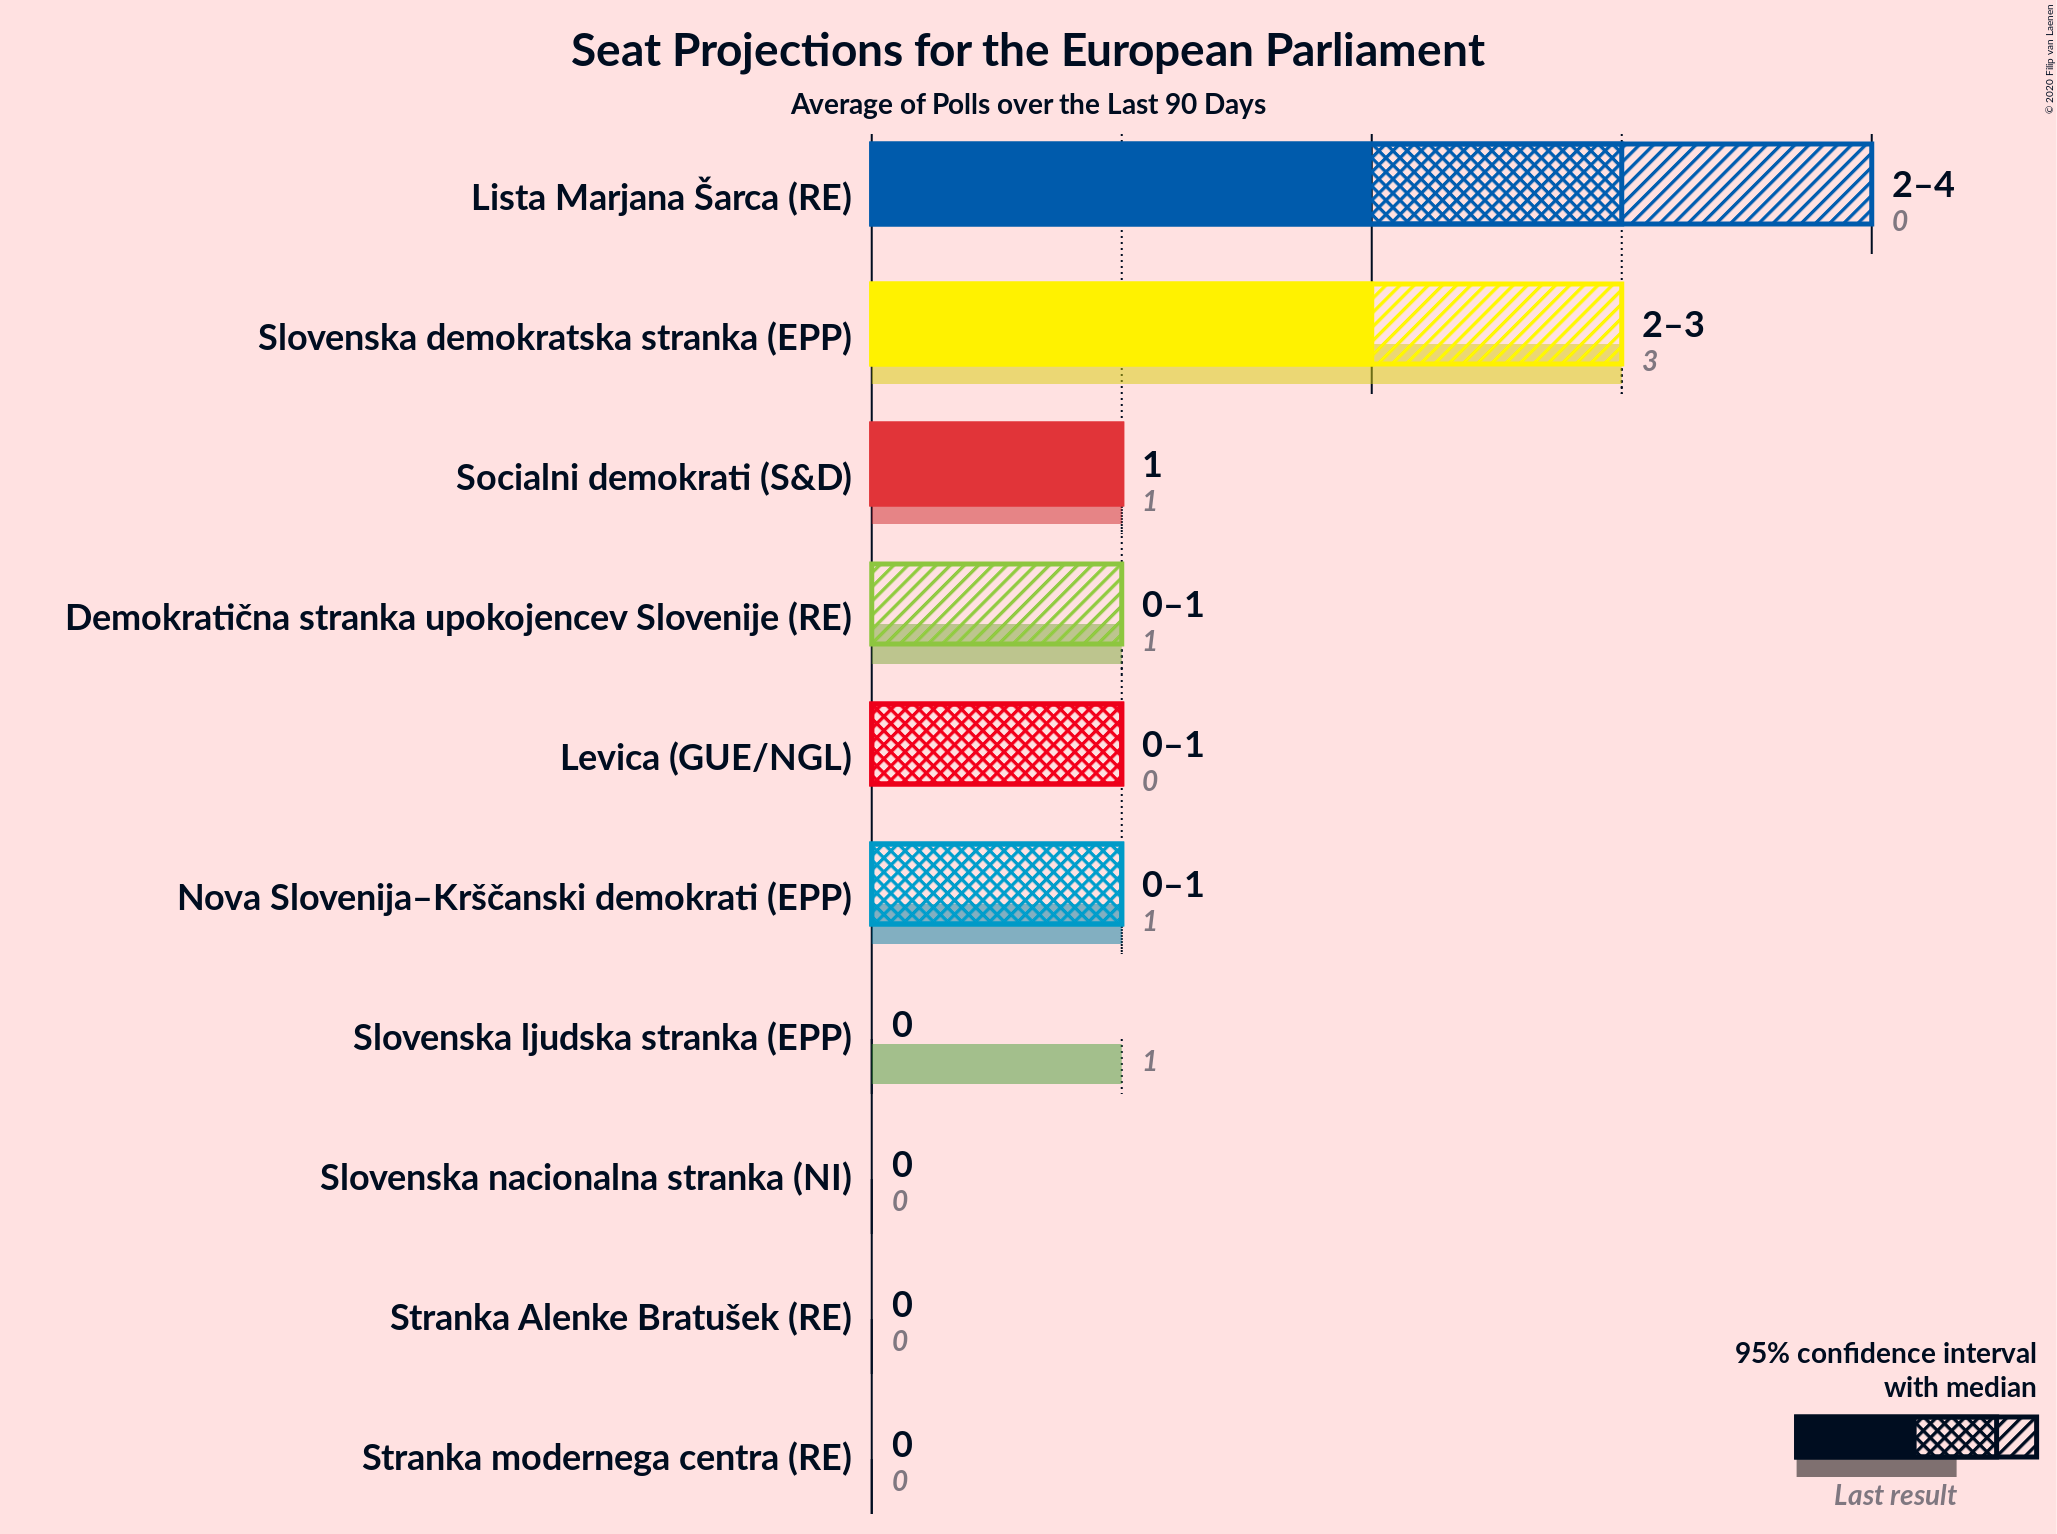 Seat Projections for the European Parliament
Average of Polls over the Last 90 Days
© 2020 Filip van Laenen
Lista Marjana Šarca (RE)
2–4
0
Slovenska demokratska stranka (EPP)
2–3
3
Socialni demokrati (S&D)
1
1
Demokratična stranka upokojencev Slovenije (RE)
0–1
1
Levica (GUE/NGL)
0–1
0
Nova Slovenija–Krščanski demokrati (EPP)
0–1
1
Slovenska ljudska stranka (EPP)
0
1
Slovenska nacionalna stranka (NI)
0
0
Stranka Alenke Bratušek (RE)
0
0
Stranka modernega centra (RE)
0
0
95% confidence interval
with median
Last result